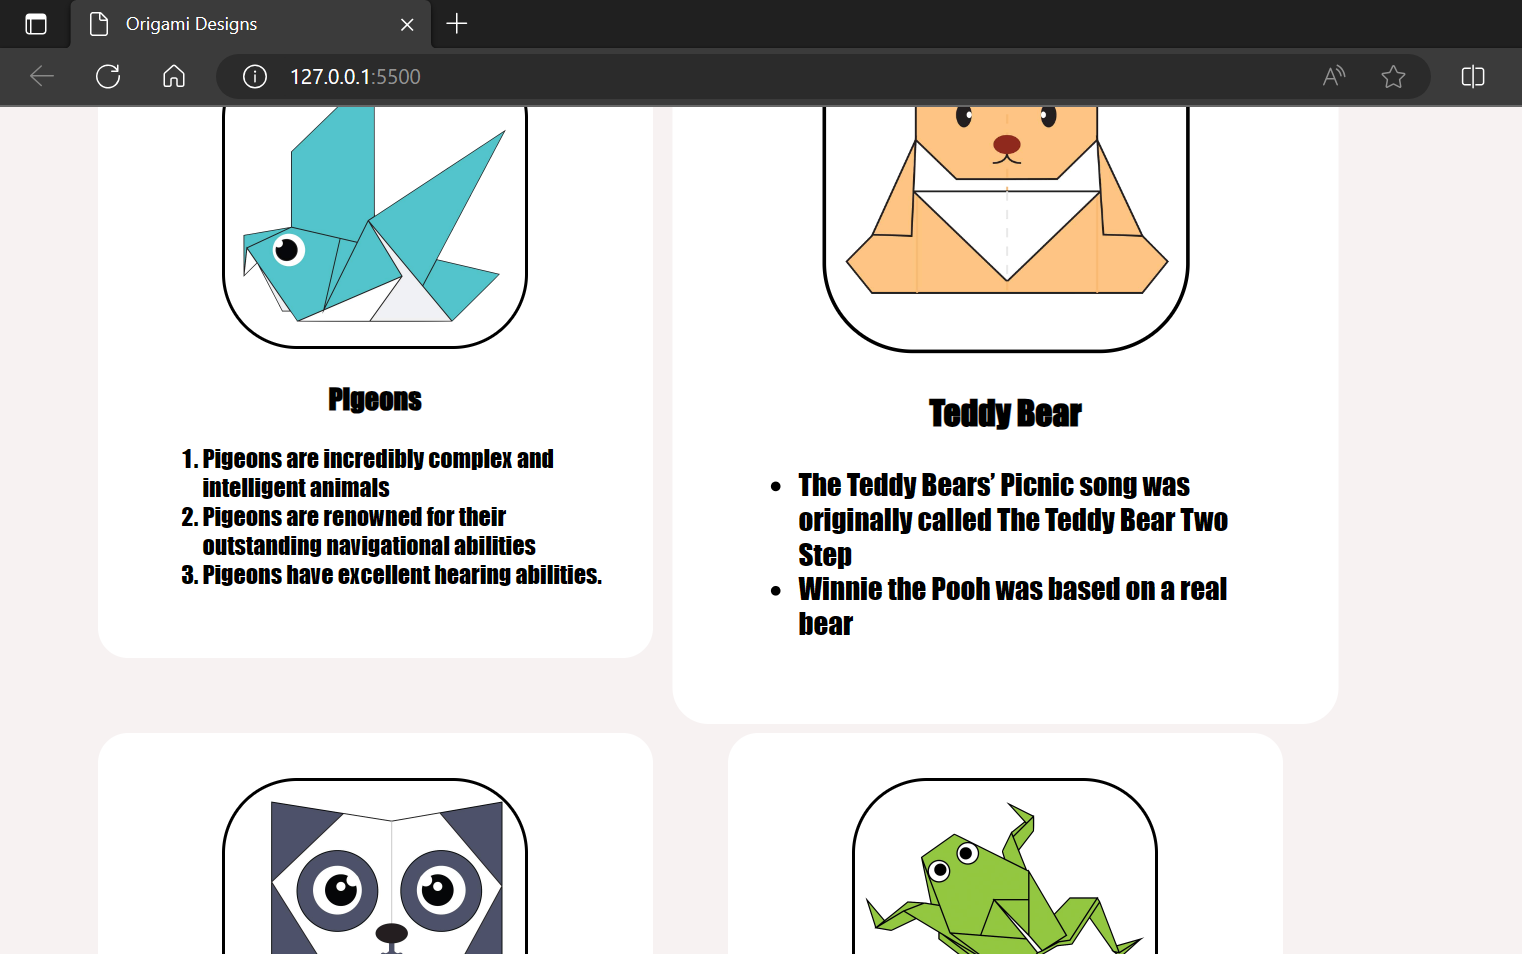 Origami Designs
127.0.0.1:5500
Pigeons
1. Pigeons are incredibly complex and
intelligent animals
2. Pigeons are renowned for their
outstanding navigational abilities
3. Pigeons have excellent hearing abilities.
Teddy Bear
• The Teddy Bears’ Picnic song was
originally called The Teddy Bear Two
Step
• Winnie the Pooh was based on a real
bear